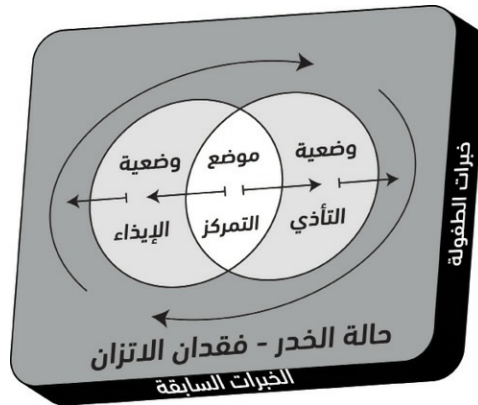 وضعية
التأذي
موضع
التمركز
وضعية
الإيذاء
حالة الخدر - فقدان الاتزان
الخبرات السابقة
خبرات الطفولة